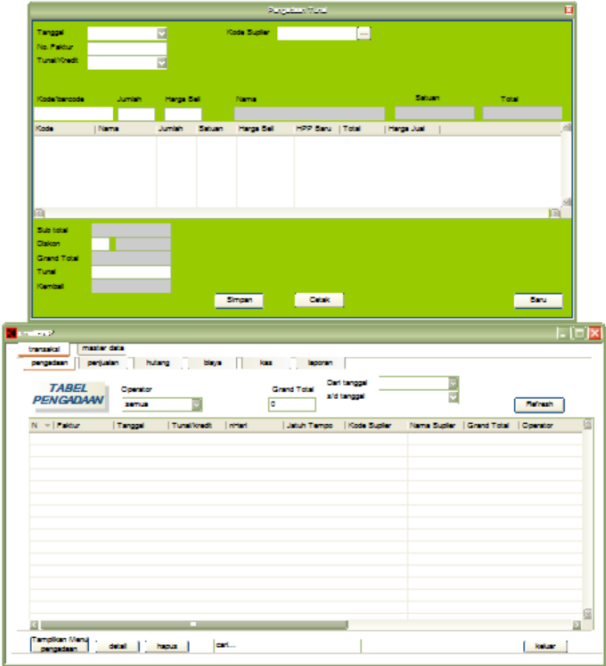 Pengadaan Tunai
Tanggal Kode Suplier ...
No. Faktur
Tunai/Kredit
Kode/barcode Jumlah Harga Beli Nama Satuan Total
Kode Nama Jumlah Satuan Harga Beli HPP Baru Total Harga Jual
Sub total
Diskon
Grand Total
Tunai
Kembali
Simpan Cetak Baru
transaksi master data
pengadaan penjualan hutang biaya kas laporan
TABEL PENGADAAN
Operator Grand Total Dari tanggal
semua 0 s/d tanggal
Refresh
N Faktur Tanggal Tunai/kredit nHari Jatuh Tempo Kode Suplier Nama Suplier Grand Total Operator
Tampilkan Menu pengadaan detail hapus cari... keluar